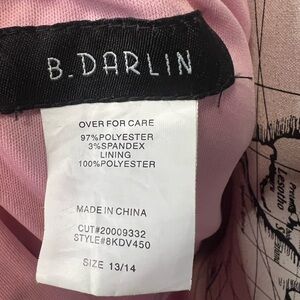 B. DARLIN
OVER FOR CARE
97%POLYESTER
3%SPANDEX
LINING
100%POLYESTER
MADE IN CHINA
CUT#20009332
STYLE#8KDV450
SIZE 13/14
Lesotho